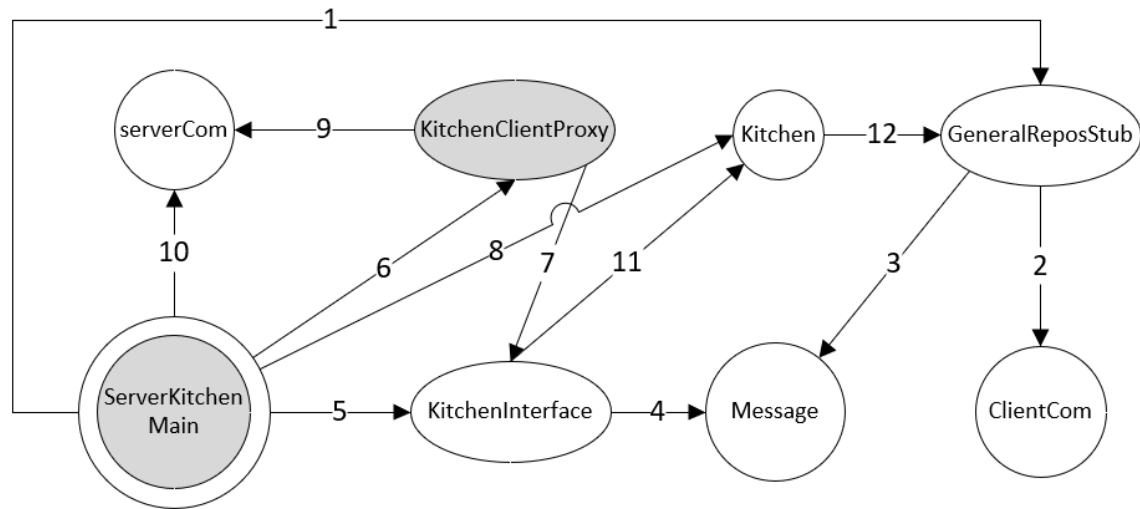 1
serverCom
9
KitchenClientProxy
Kitchen
12
GeneralReposStub
10
6
8
7
11
3
2
ServerKitchen
Main
5
KitchenInterface
4
Message
ClientCom